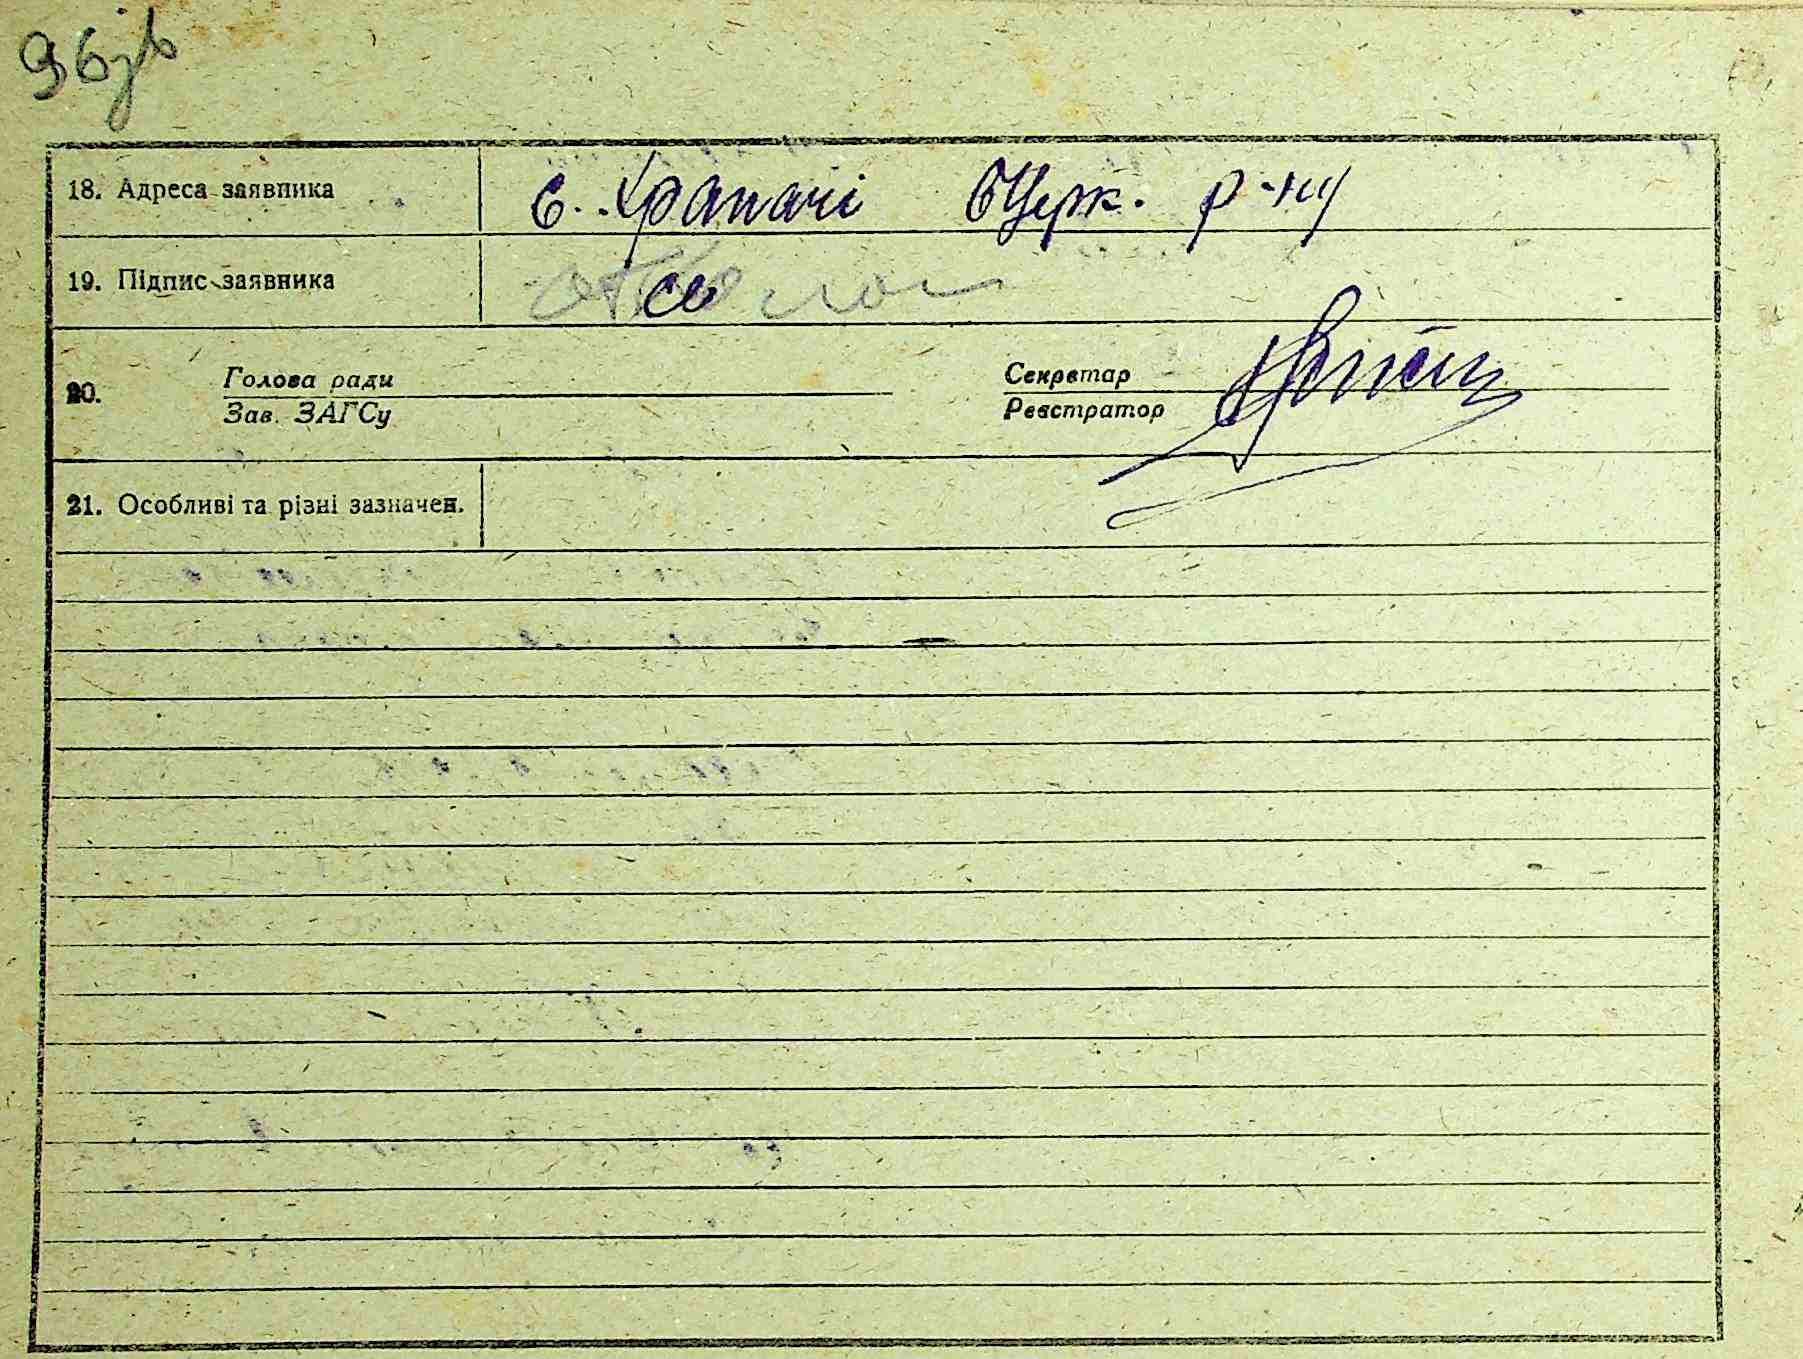 96зв
18. Адреса заявника с. Храпачі БЦерк. р-ну
19. Підпис заявника
20. Голова ради Секретар
Зав. ЗАГСу Реєстратор
21. Особливі та різні зазначен.